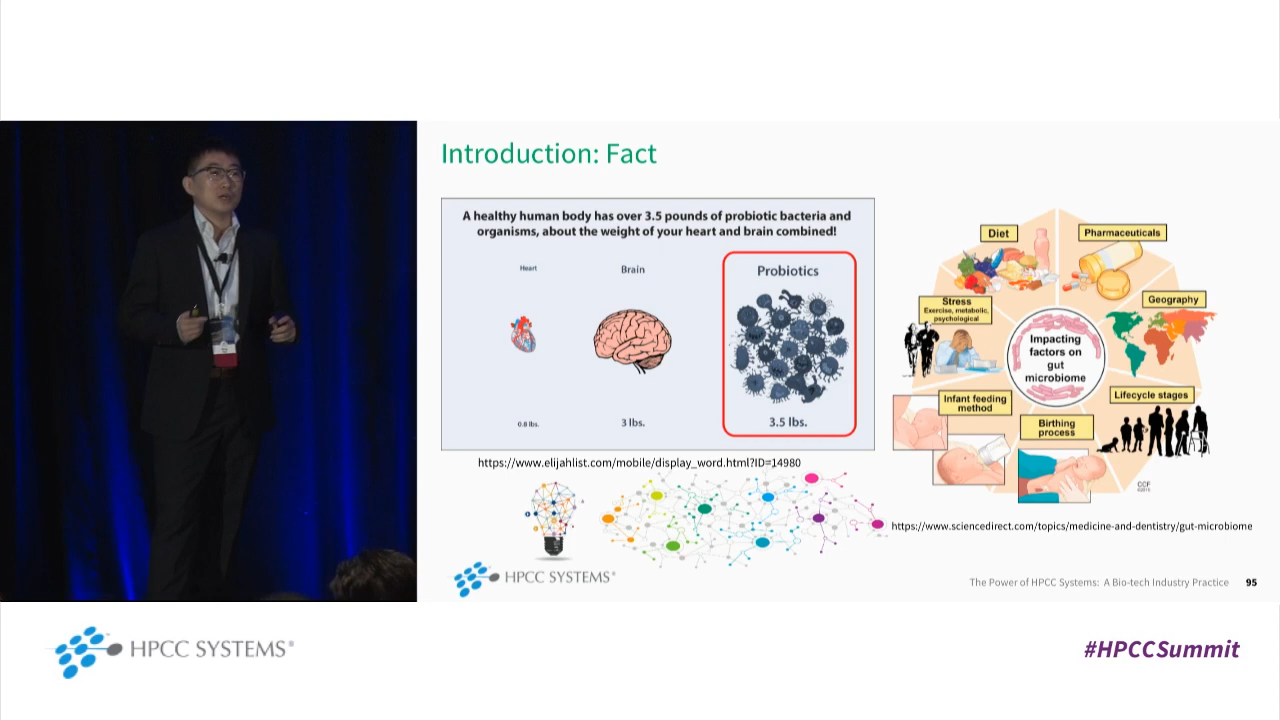 Introduction: Fact
A healthy human body has over 3.5 pounds of probiotic bacteria and
organisms, about the weight of your heart and brain combined!
Heart
Brain
Probiotics
0.8 lbs.
3 lbs.
3.5 lbs.
https://www.elijahlist.com/mobile/display_word.html?ID=14980
Diet
Pharmaceuticals
Stress
Exercise, metabolic,
psychological
Geography
Impacting
factors on
gut
microbiome
Infant feeding
method
Lifecycle stages
Birthing
process
CCF
https://www.sciencedirect.com/topics/medicine-and-dentistry/gut-microbiome
HPCC SYSTEMS®
The Power of HPCC Systems: A Bio-tech Industry Practice 95
HPCC SYSTEMS®
#HPCCSummit